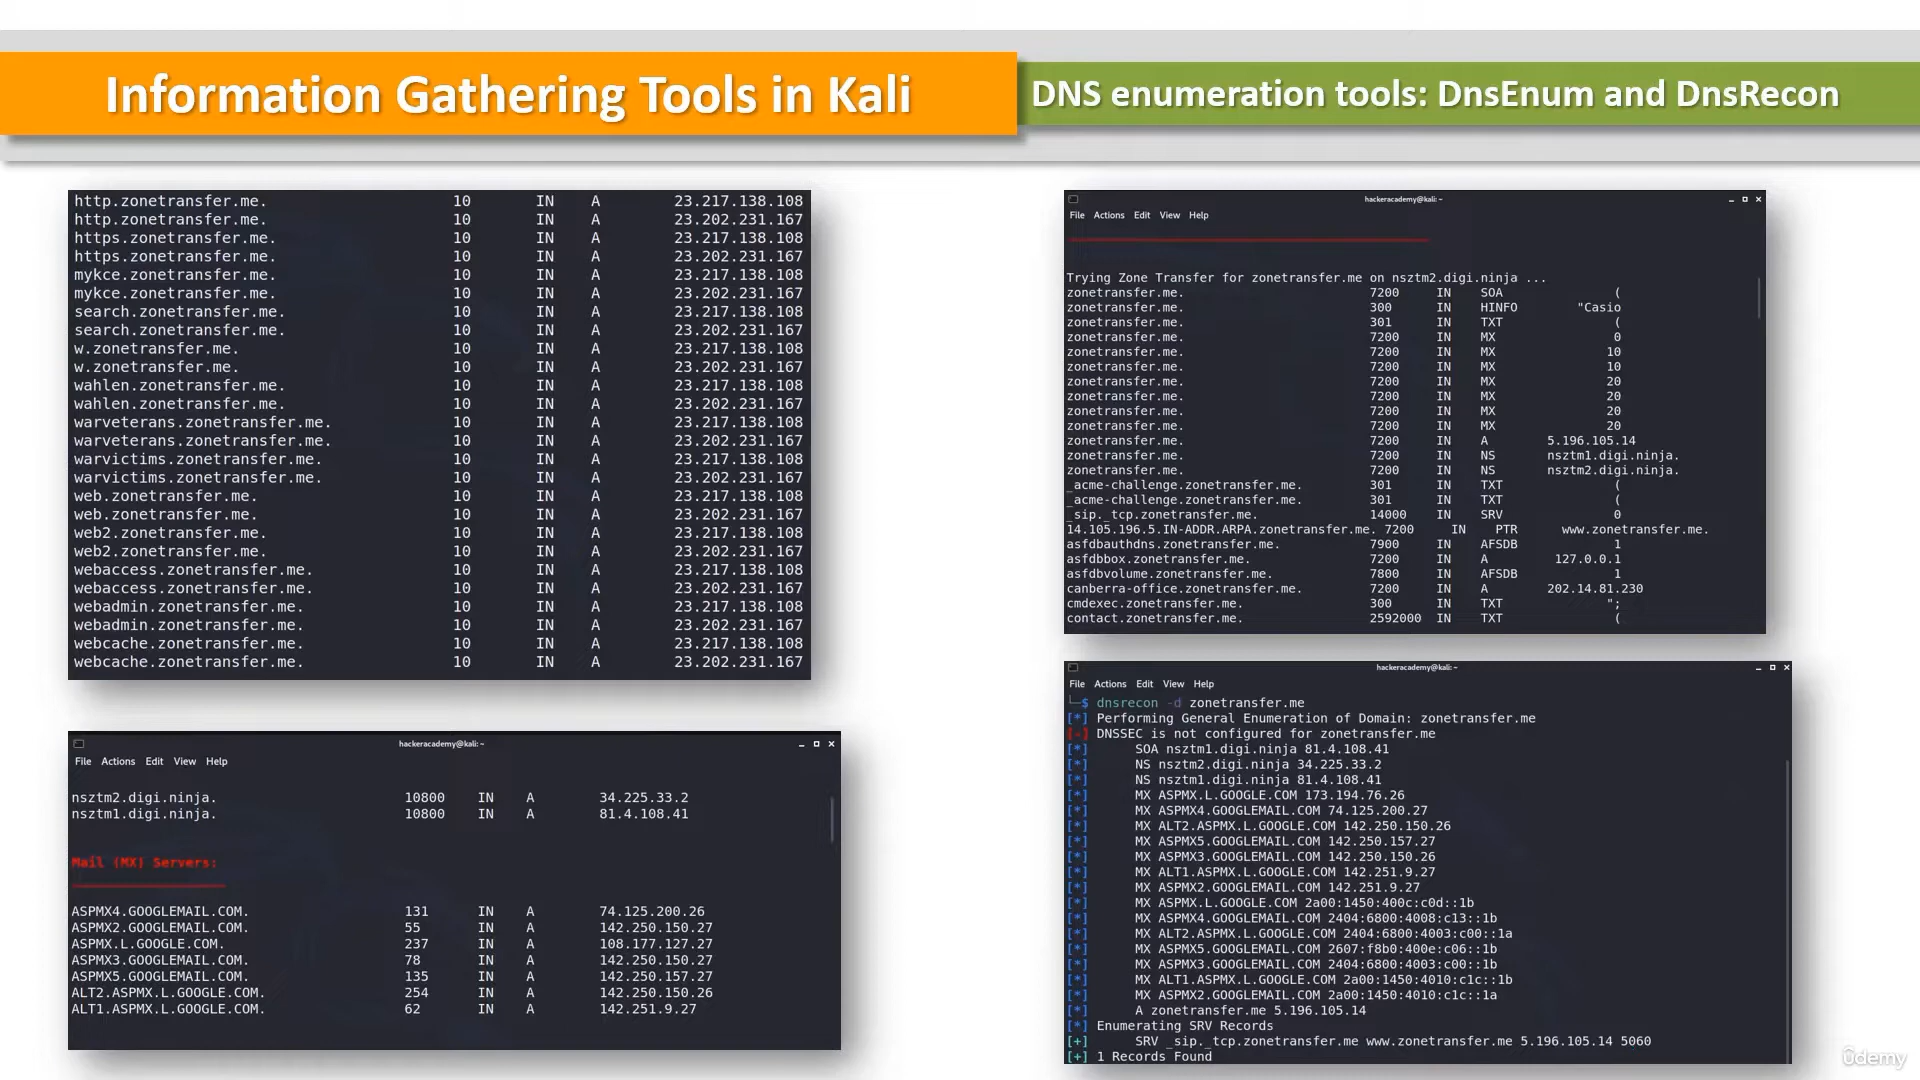 Information Gathering Tools in Kali
DNS enumeration tools: DnsEnum and DnsRecon
http.zonetransfer.me. 10 IN A 23.217.138.108
http.zonetransfer.me. 10 IN A 23.202.231.167
https.zonetransfer.me. 10 IN A 23.217.138.108
https.zonetransfer.me. 10 IN A 23.202.231.167
mykce.zonetransfer.me. 10 IN A 23.217.138.108
mykce.zonetransfer.me. 10 IN A 23.202.231.167
search.zonetransfer.me. 10 IN A 23.217.138.108
search.zonetransfer.me. 10 IN A 23.202.231.167
w.zonetransfer.me. 10 IN A 23.217.138.108
w.zonetransfer.me. 10 IN A 23.202.231.167
wahlen.zonetransfer.me. 10 IN A 23.217.138.108
wahlen.zonetransfer.me. 10 IN A 23.202.231.167
warveterans.zonetransfer.me. 10 IN A 23.217.138.108
warveterans.zonetransfer.me. 10 IN A 23.202.231.167
warvictims.zonetransfer.me. 10 IN A 23.217.138.108
warvictims.zonetransfer.me. 10 IN A 23.202.231.167
web.zonetransfer.me. 10 IN A 23.217.138.108
web.zonetransfer.me. 10 IN A 23.202.231.167
web2.zonetransfer.me. 10 IN A 23.217.138.108
web2.zonetransfer.me. 10 IN A 23.202.231.167
webaccess.zonetransfer.me. 10 IN A 23.217.138.108
webaccess.zonetransfer.me. 10 IN A 23.202.231.167
webadmin.zonetransfer.me. 10 IN A 23.217.138.108
webadmin.zonetransfer.me. 10 IN A 23.202.231.167
webcache.zonetransfer.me. 10 IN A 23.217.138.108
webcache.zonetransfer.me. 10 IN A 23.202.231.167
hackeracademy@kali: ~
File Actions Edit View Help
nsztm2.digi.ninja. 10800 IN A 34.225.33.2
nsztm1.digi.ninja. 10800 IN A 81.4.108.41
Mail (MX) Servers:
ASPMX4.GOOGLEMAIL.COM. 131 IN A 74.125.200.26
ASPMX2.GOOGLEMAIL.COM. 55 IN A 142.250.150.27
ASPMX.L.GOOGLE.COM. 237 IN A 108.177.127.27
ASPMX3.GOOGLEMAIL.COM. 78 IN A 142.250.150.27
ASPMX5.GOOGLEMAIL.COM. 135 IN A 142.250.157.27
ALT2.ASPMX.L.GOOGLE.COM. 254 IN A 142.250.150.26
ALT1.ASPMX.L.GOOGLE.COM. 62 IN A 142.251.9.27
hackeracademy@kali: ~
File Actions Edit View Help
Trying Zone Transfer for zonetransfer.me on nsztm2.digi.ninja ...
zonetransfer.me. 7200 IN SOA (
zonetransfer.me. 300 IN HINFO "Casio
zonetransfer.me. 301 IN TXT (
zonetransfer.me. 7200 IN MX 0
zonetransfer.me. 7200 IN MX 10
zonetransfer.me. 7200 IN MX 10
zonetransfer.me. 7200 IN MX 20
zonetransfer.me. 7200 IN MX 20
zonetransfer.me. 7200 IN MX 20
zonetransfer.me. 7200 IN MX 20
zonetransfer.me. 7200 IN A 5.196.105.14
zonetransfer.me. 7200 IN NS nsztm1.digi.ninja.
zonetransfer.me. 7200 IN NS nsztm2.digi.ninja.
_acme-challenge.zonetransfer.me. 301 IN TXT (
_acme-challenge.zonetransfer.me. 301 IN TXT (
_sip._tcp.zonetransfer.me. 14000 IN SRV 0
14.105.196.5.IN-ADDR.ARPA.zonetransfer.me. 7200 IN PTR www.zonetransfer.me.
asfdbauthdns.zonetransfer.me. 7900 IN AFSDB 1
asfdbbox.zonetransfer.me. 7200 IN A 127.0.0.1
asfdbvolume.zonetransfer.me. 7800 IN AFSDB 1
canberra-office.zonetransfer.me. 7200 IN A 202.14.81.230
cmdexec.zonetransfer.me. 300 IN TXT ";
contact.zonetransfer.me. 2592000 IN TXT (
hackeracademy@kali: ~
File Actions Edit View Help
└─$ dnsrecon -d zonetransfer.me
[*] Performing General Enumeration of Domain: zonetransfer.me
[-] DNSSEC is not configured for zonetransfer.me
[*] SOA nsztm1.digi.ninja 81.4.108.41
[*] NS nsztm2.digi.ninja 34.225.33.2
[*] NS nsztm1.digi.ninja 81.4.108.41
[*] MX ASPMX.L.GOOGLE.COM 173.194.76.26
[*] MX ASPMX4.GOOGLEMAIL.COM 74.125.200.27
[*] MX ALT2.ASPMX.L.GOOGLE.COM 142.250.150.26
[*] MX ASPMX5.GOOGLEMAIL.COM 142.250.157.27
[*] MX ASPMX3.GOOGLEMAIL.COM 142.250.150.26
[*] MX ALT1.ASPMX.L.GOOGLE.COM 142.251.9.27
[*] MX ASPMX2.GOOGLEMAIL.COM 142.251.9.27
[*] MX ASPMX.L.GOOGLE.COM 2a00:1450:400c:c0d::1b
[*] MX ASPMX4.GOOGLEMAIL.COM 2404:6800:4008:c13::1b
[*] MX ALT2.ASPMX.L.GOOGLE.COM 2404:6800:4003:c00::1a
[*] MX ASPMX5.GOOGLEMAIL.COM 2607:f8b0:400e:c06::1b
[*] MX ASPMX3.GOOGLEMAIL.COM 2404:6800:4003:c00::1b
[*] MX ALT1.ASPMX.L.GOOGLE.COM 2a00:1450:4010:c1c::1b
[*] MX ASPMX2.GOOGLEMAIL.COM 2a00:1450:4010:c1c::1a
[*] A zonetransfer.me 5.196.105.14
[*] Enumerating SRV Records
[+] SRV _sip._tcp.zonetransfer.me www.zonetransfer.me 5.196.105.14 5060
[+] 1 Records Found
ûdemy